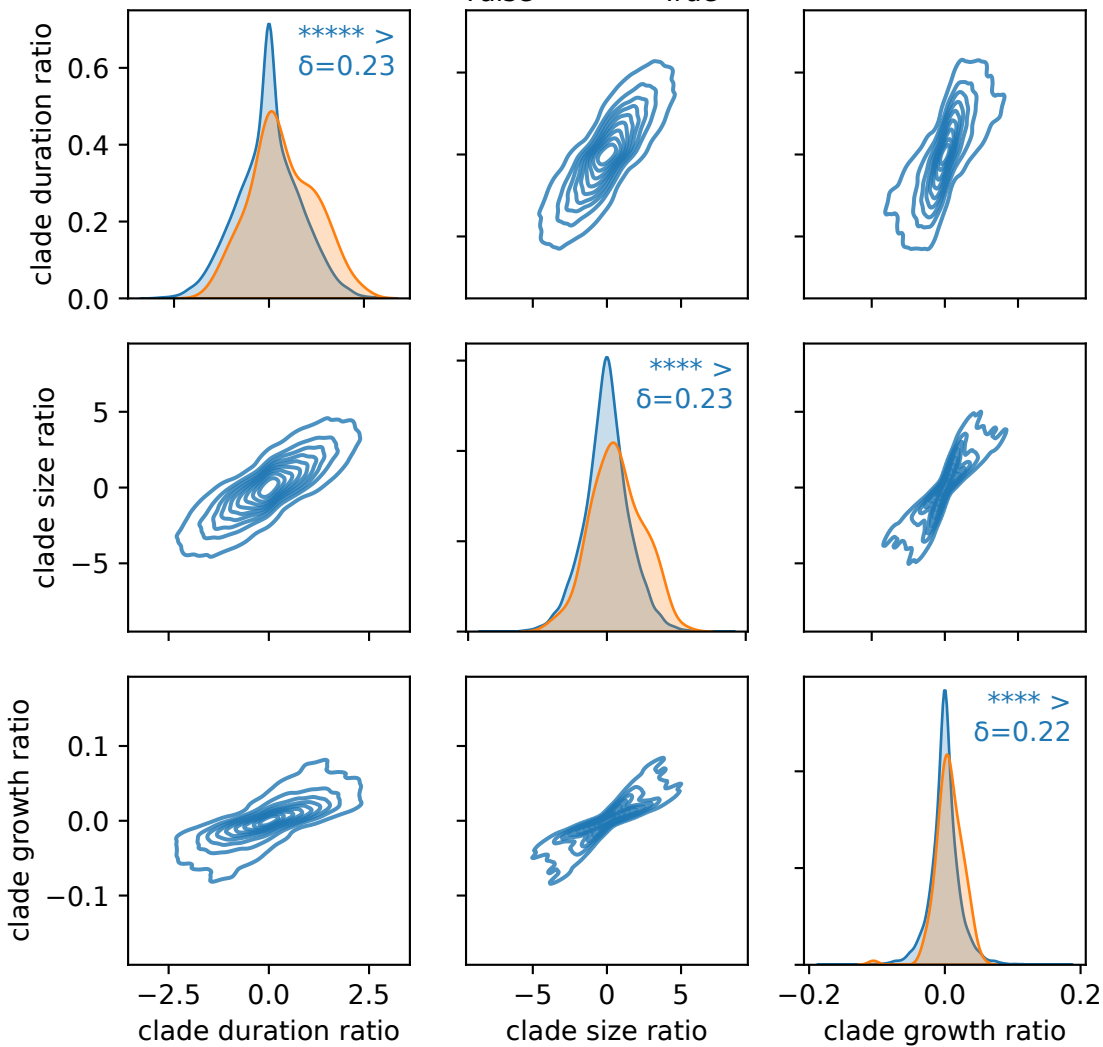 clade duration ratio
0.6
0.4
0.2
0.0
***** >
δ=0.23
clade size ratio
5
0
−5
**** >
δ=0.23
clade growth ratio
0.1
0.0
−0.1
**** >
δ=0.22
−2.5 0.0 2.5
−5 0 5
−0.2 0.0 0.2
clade duration ratio
clade size ratio
clade growth ratio